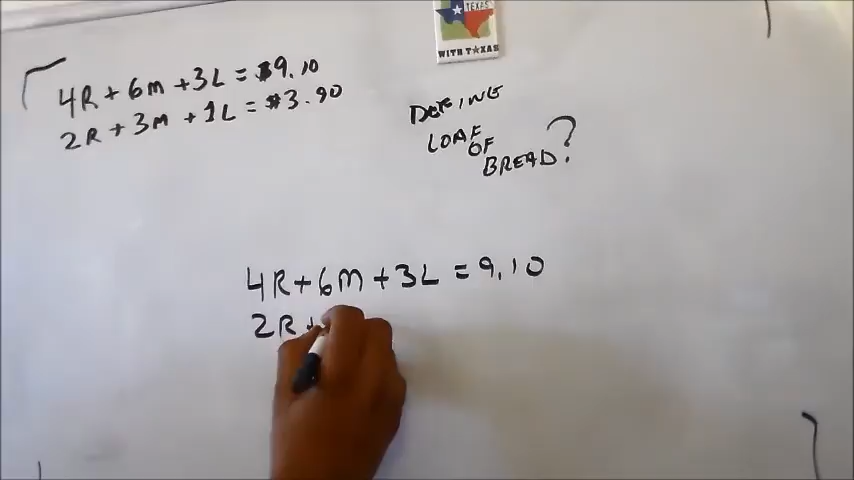 TEXAS
WITH TEXAS
4R + 6M + 3L = $9.10
2R + 3M + 1L = $3.90
DEFINE
LOAF
OF
BREAD?
4R + 6M + 3L = 9.10
2R +